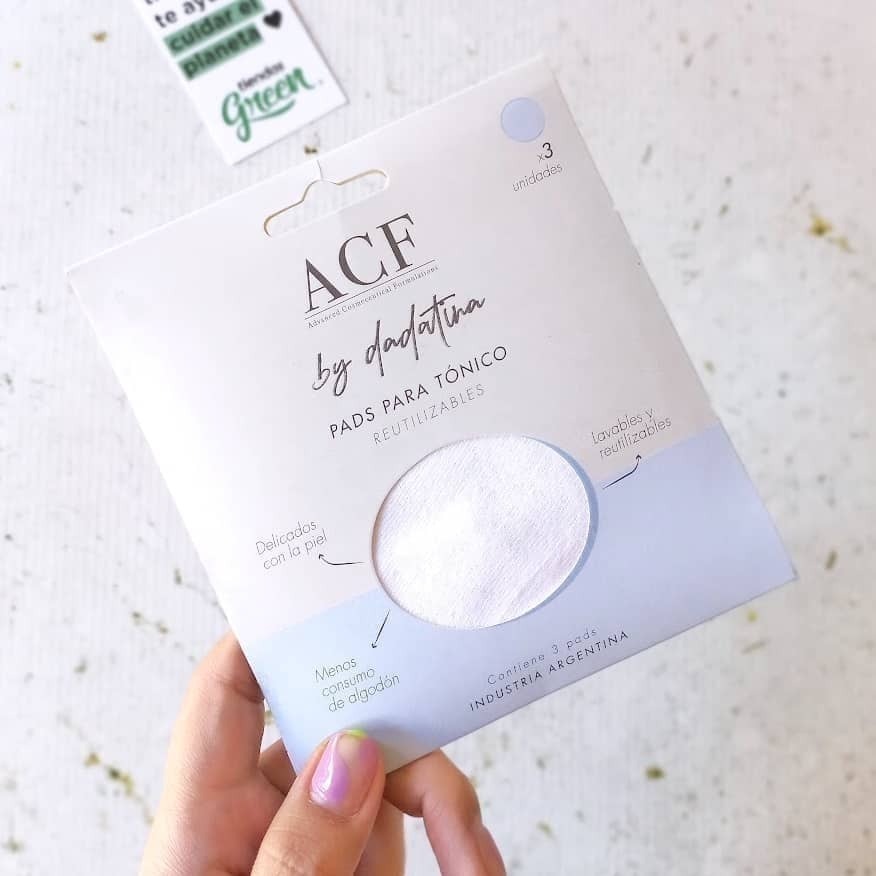 te
cuidar el
planeta
tiendas
Green
x3
unidades
ACF
Advanced Cosmeceutical Formulations
by dadatina
PADS PARA TÓNICO
REUTILIZABLES
Lavables y
reutilizables
Delicados
con la piel
Menos
consumo
de algodón
Contiene 3 pads
INDUSTRIA ARGENTINA